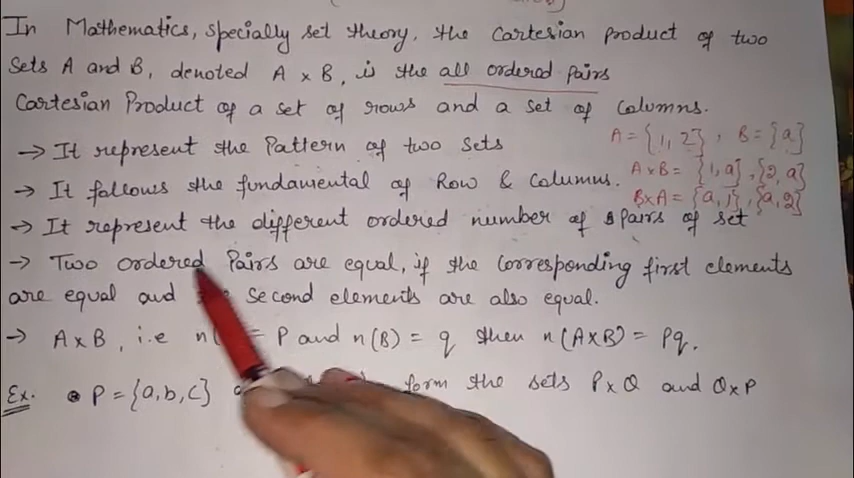 In Mathematics, specially set theory, the Cartesian product of two
Sets A and B, denoted A x B, is the all ordered pairs
Cartesian Product of a set of rows and a set of Columns.
A = {1, 2}, B = {a}
→ It represent the Pattern of two sets
A x B = {1, a}, {2, a}
→ It follows the fundamental of Row & Columns.
B x A = {a, 1}, {a, 2}
→ It represent the different ordered number of pairs of set
→ Two ordered Pairs are equal, if the corresponding first elements
are equal and second elements are also equal.
→ A x B, i.e n( = P and n(B) = q then n(A x B) = Pq.
Ex. P = {a, b, c} form the sets P x Q and Q x P